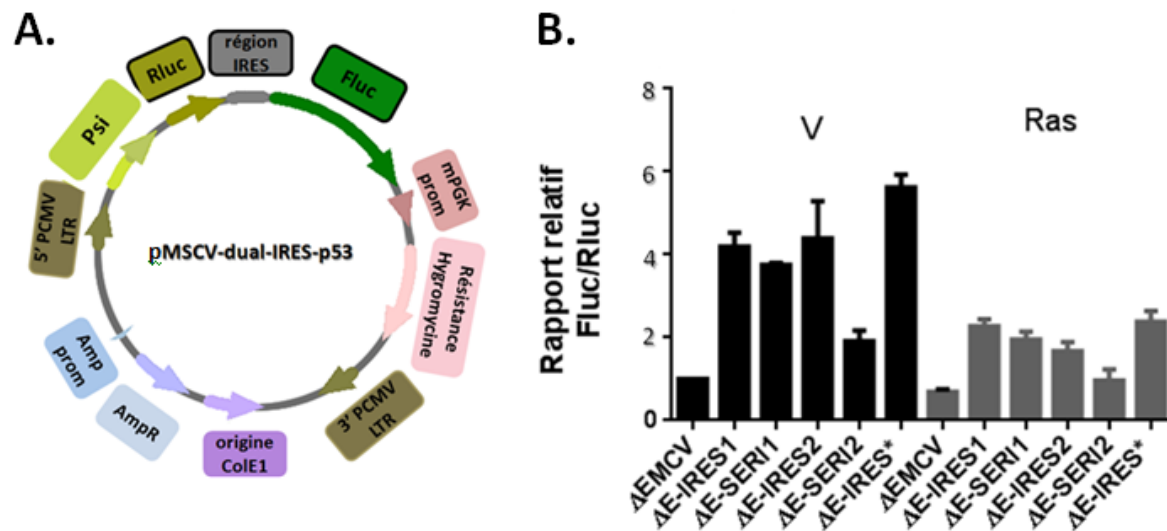 A.
région
IRES
Rluc
Fluc
Psi
mPGK
prom
5' PCMV
LTR
pMSCV-dual-IRES-p53
Résistance
Hygromycine
Amp
prom
AmpR
origine
ColE1
3' PCMV
LTR
B.
Rapport relatif
Fluc/Rluc
8
6
4
2
0
V
Ras
ΔEMCV
ΔE-IRES1
ΔE-SERI1
ΔE-IRES2
ΔE-SERI2
ΔE-IRES*
ΔEMCV
ΔE-IRES1
ΔE-SERI1
ΔE-IRES2
ΔE-SERI2
ΔE-IRES*